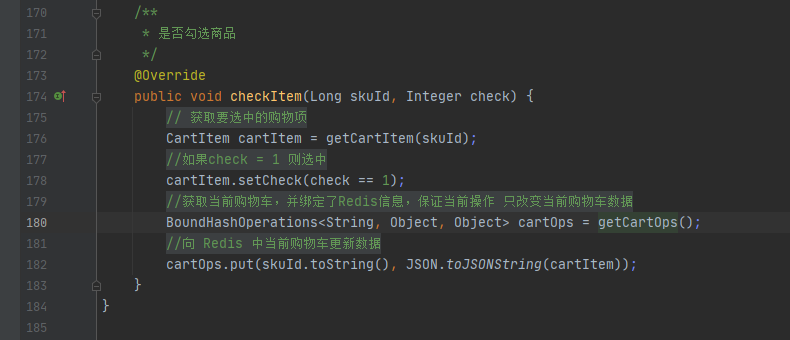 170 /**
171 * 是否勾选商品
172 */
173 @Override
174 public void checkItem(Long skuId, Integer check) {
175 // 获取要选中的购物项
176 CartItem cartItem = getCartItem(skuId);
177 //如果check = 1 则选中
178 cartItem.setCheck(check == 1);
179 //获取当前购物车，并绑定了Redis信息，保证当前操作 只改变当前购物车数据
180 BoundHashOperations<String, Object, Object> cartOps = getCartOps();
181 //向 Redis 中当前购物车更新数据
182 cartOps.put(skuId.toString(), JSON.toJSONString(cartItem));
183 }
184 }
185